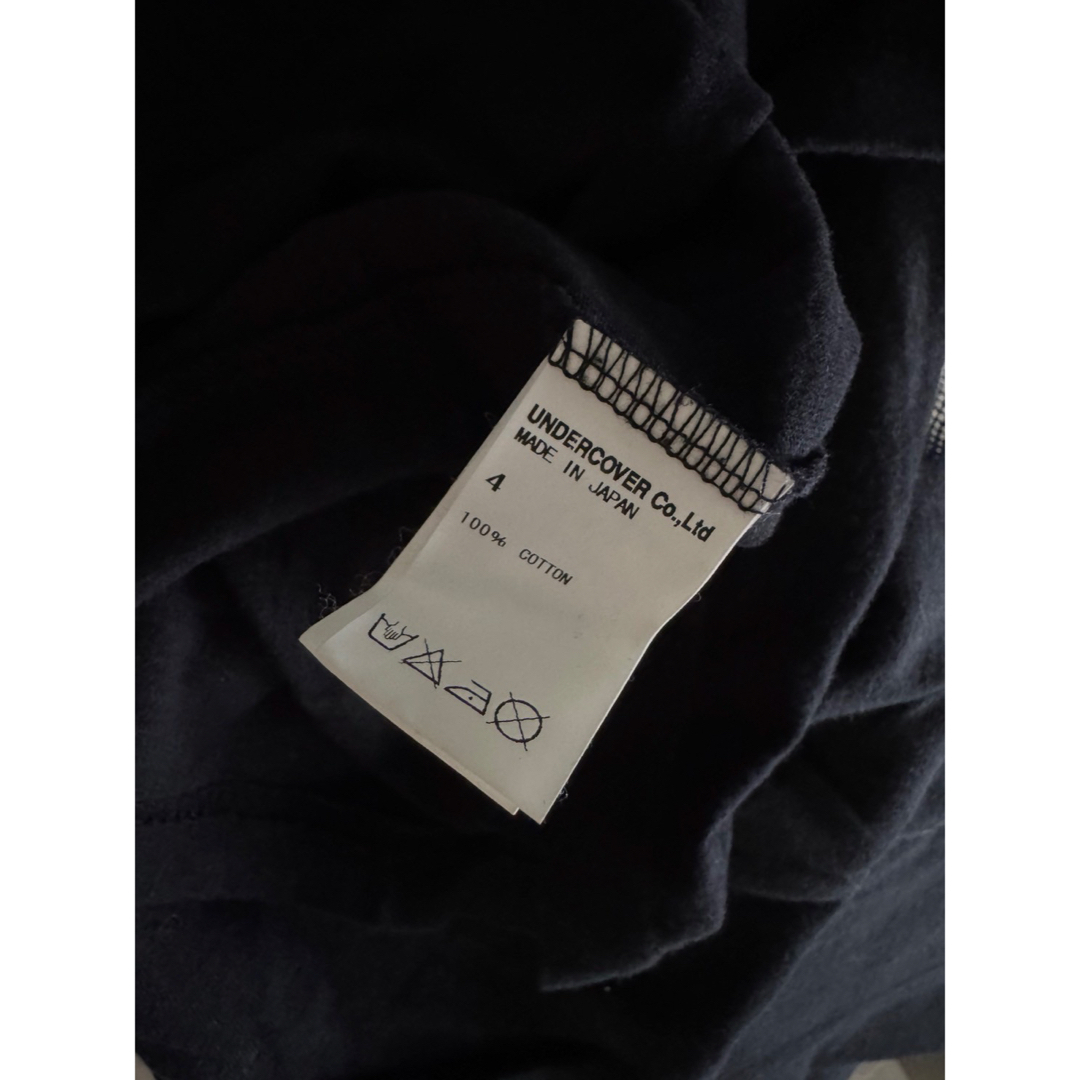 UNDERCOVER Co.,Ltd
MADE IN JAPAN
4
100% COTTON